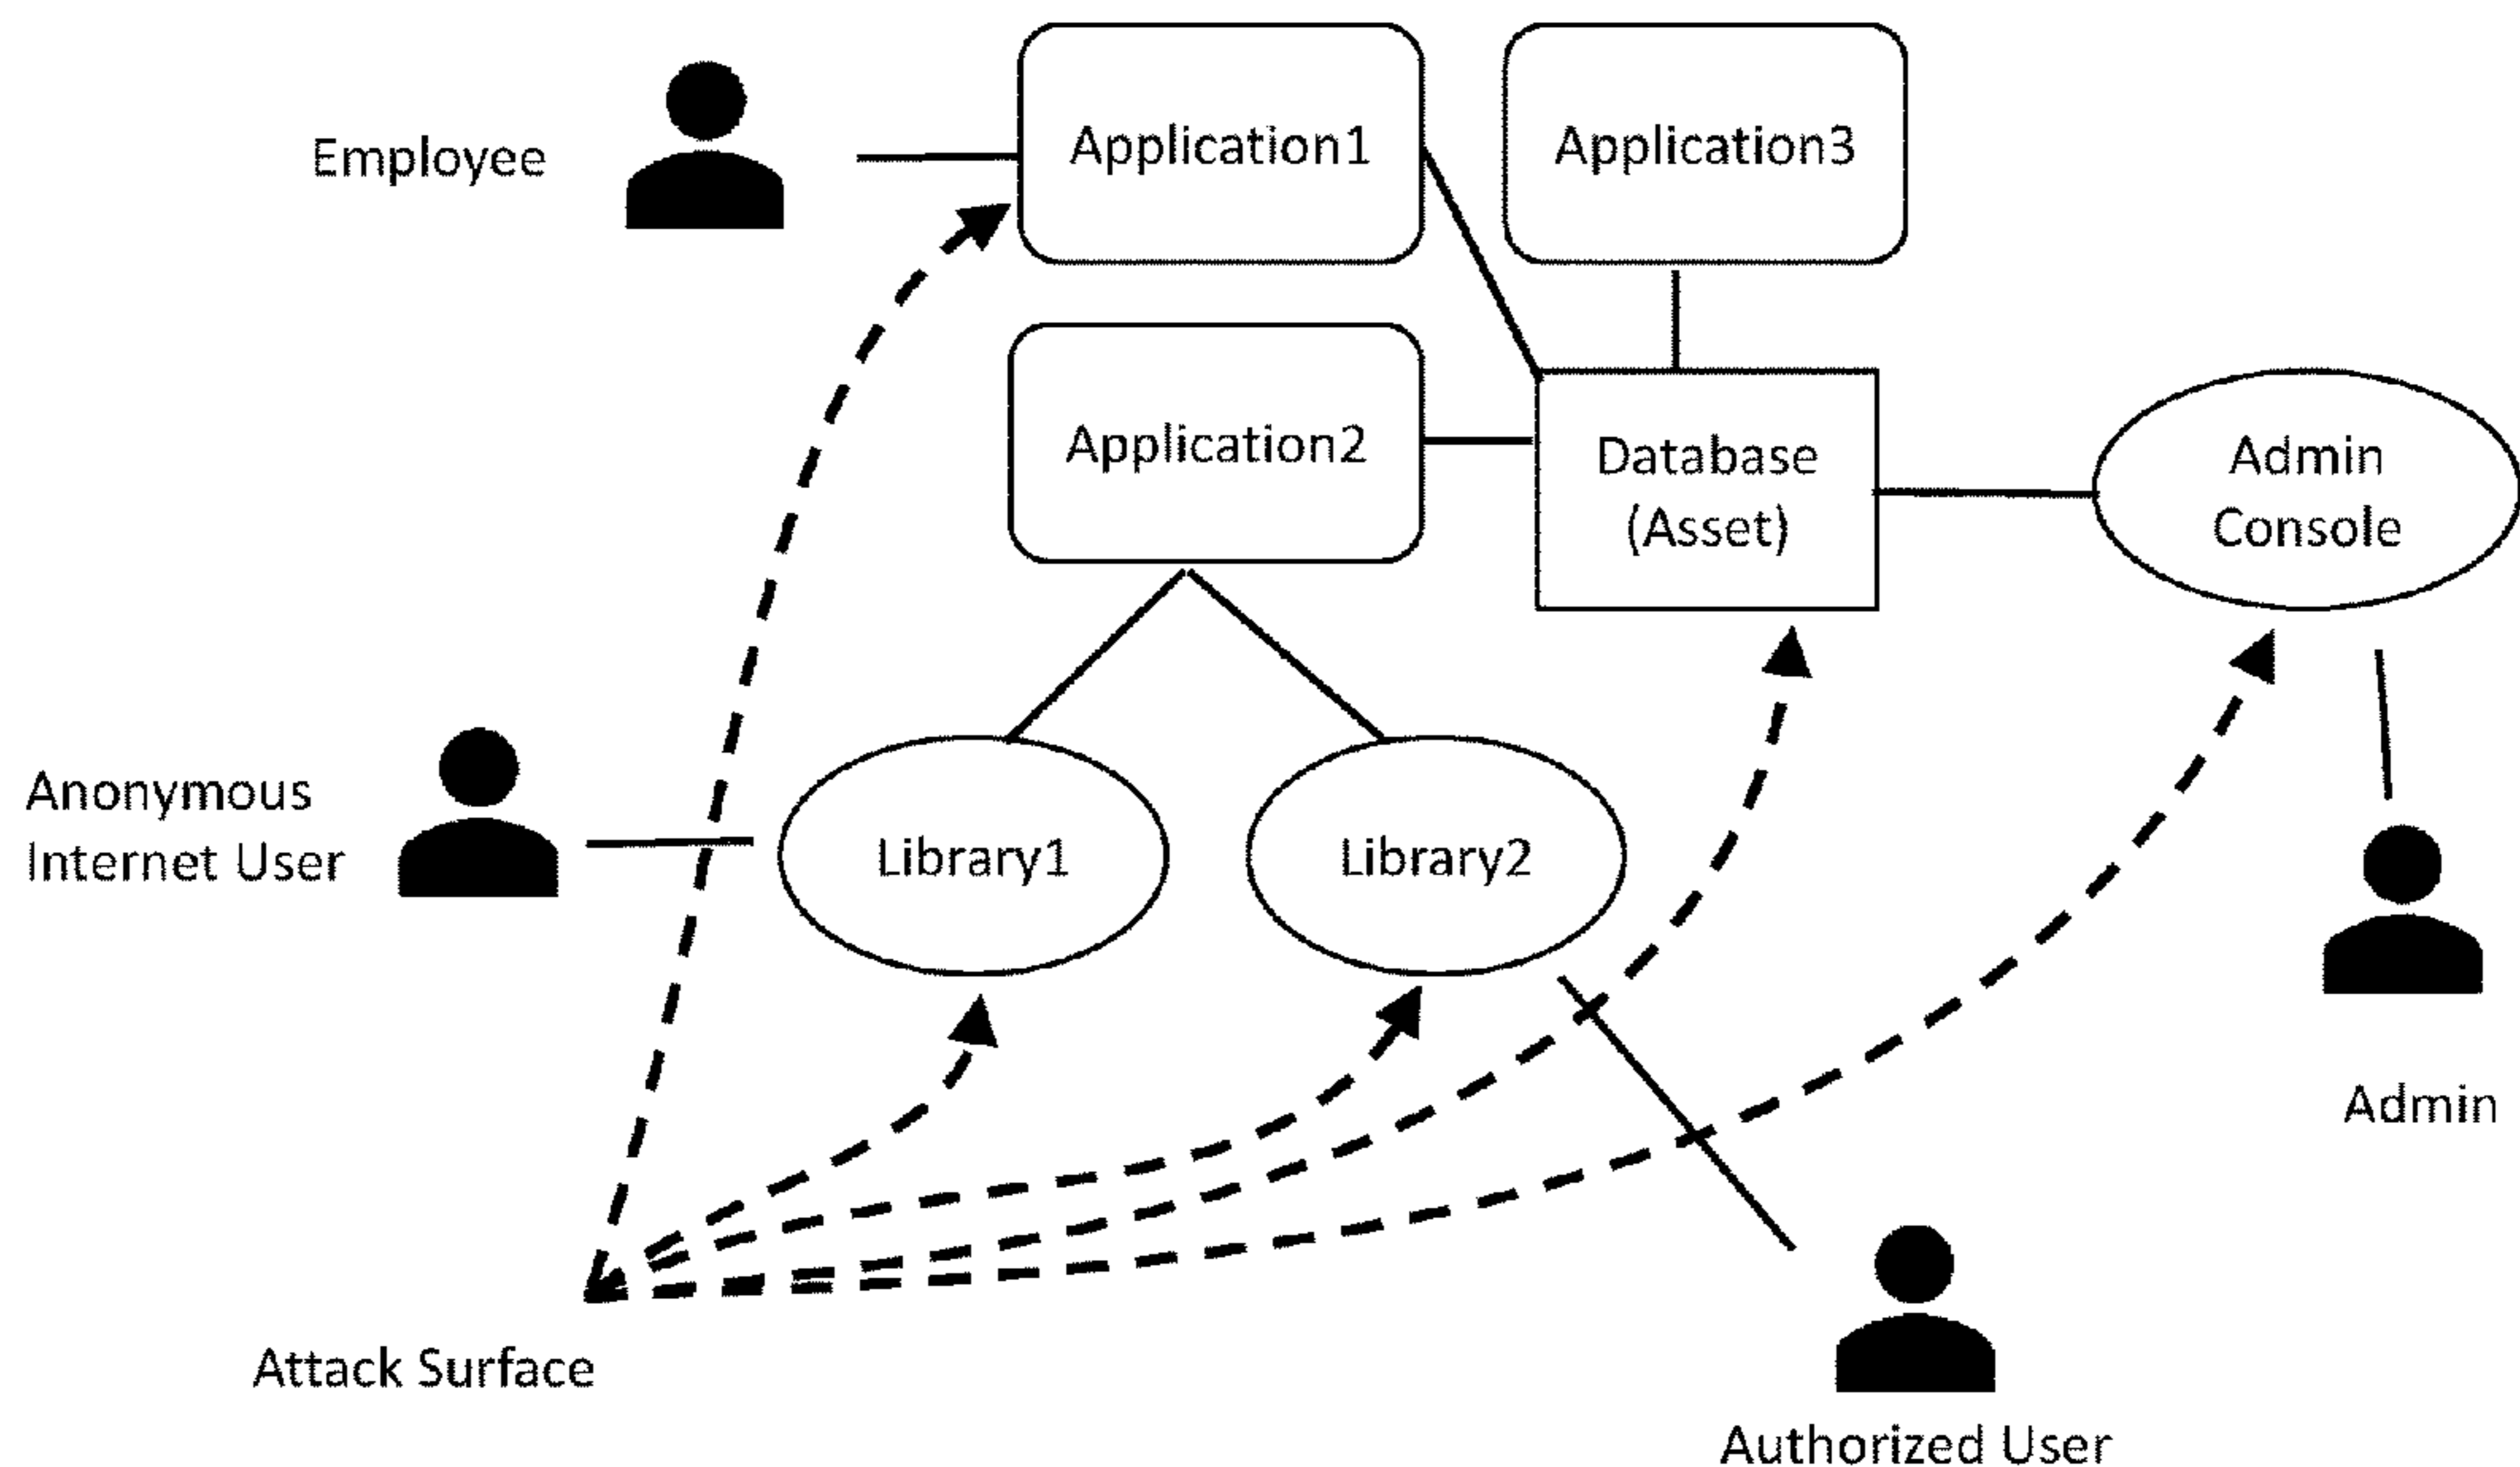 Employee
Application1
Application3
Application2
Database
(Asset)
Admin
Console
Anonymous
Internet User
Library1
Library2
Admin
Attack Surface
Authorized User